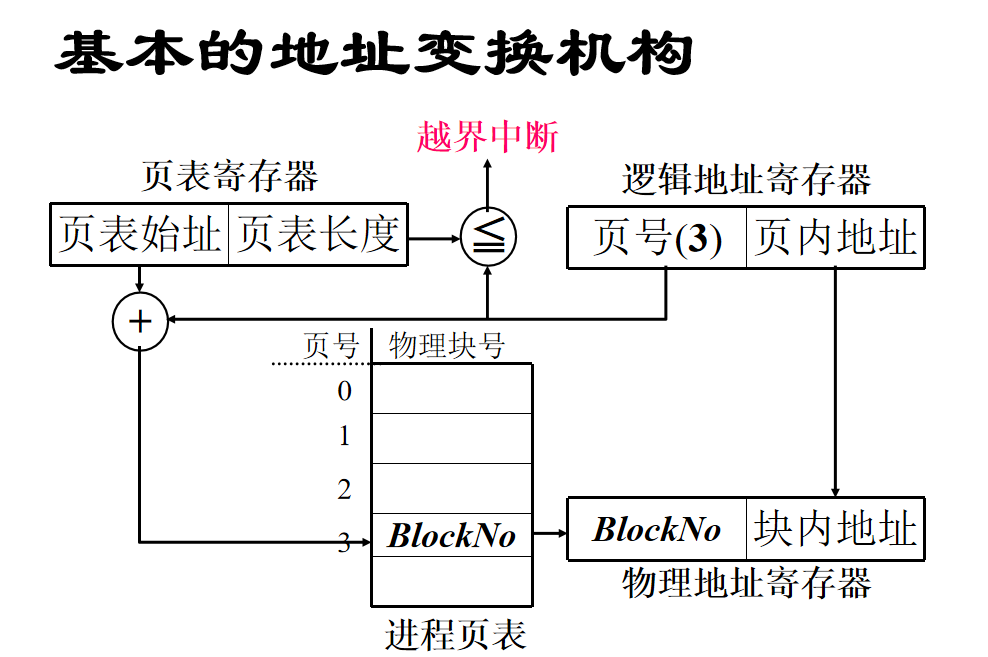 基本的地址变换机构
越界中断
页表寄存器
逻辑地址寄存器
页表始址 页表长度
≦
页号(3) 页内地址
+
页号 物理块号
0
1
2
3 BlockNo
BlockNo 块内地址
物理地址寄存器
进程页表